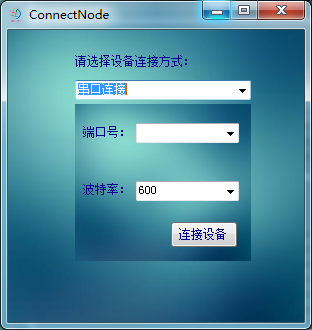 ConnectNode
请选择设备连接方式:
串口连接
端口号:
波特率: 600
连接设备